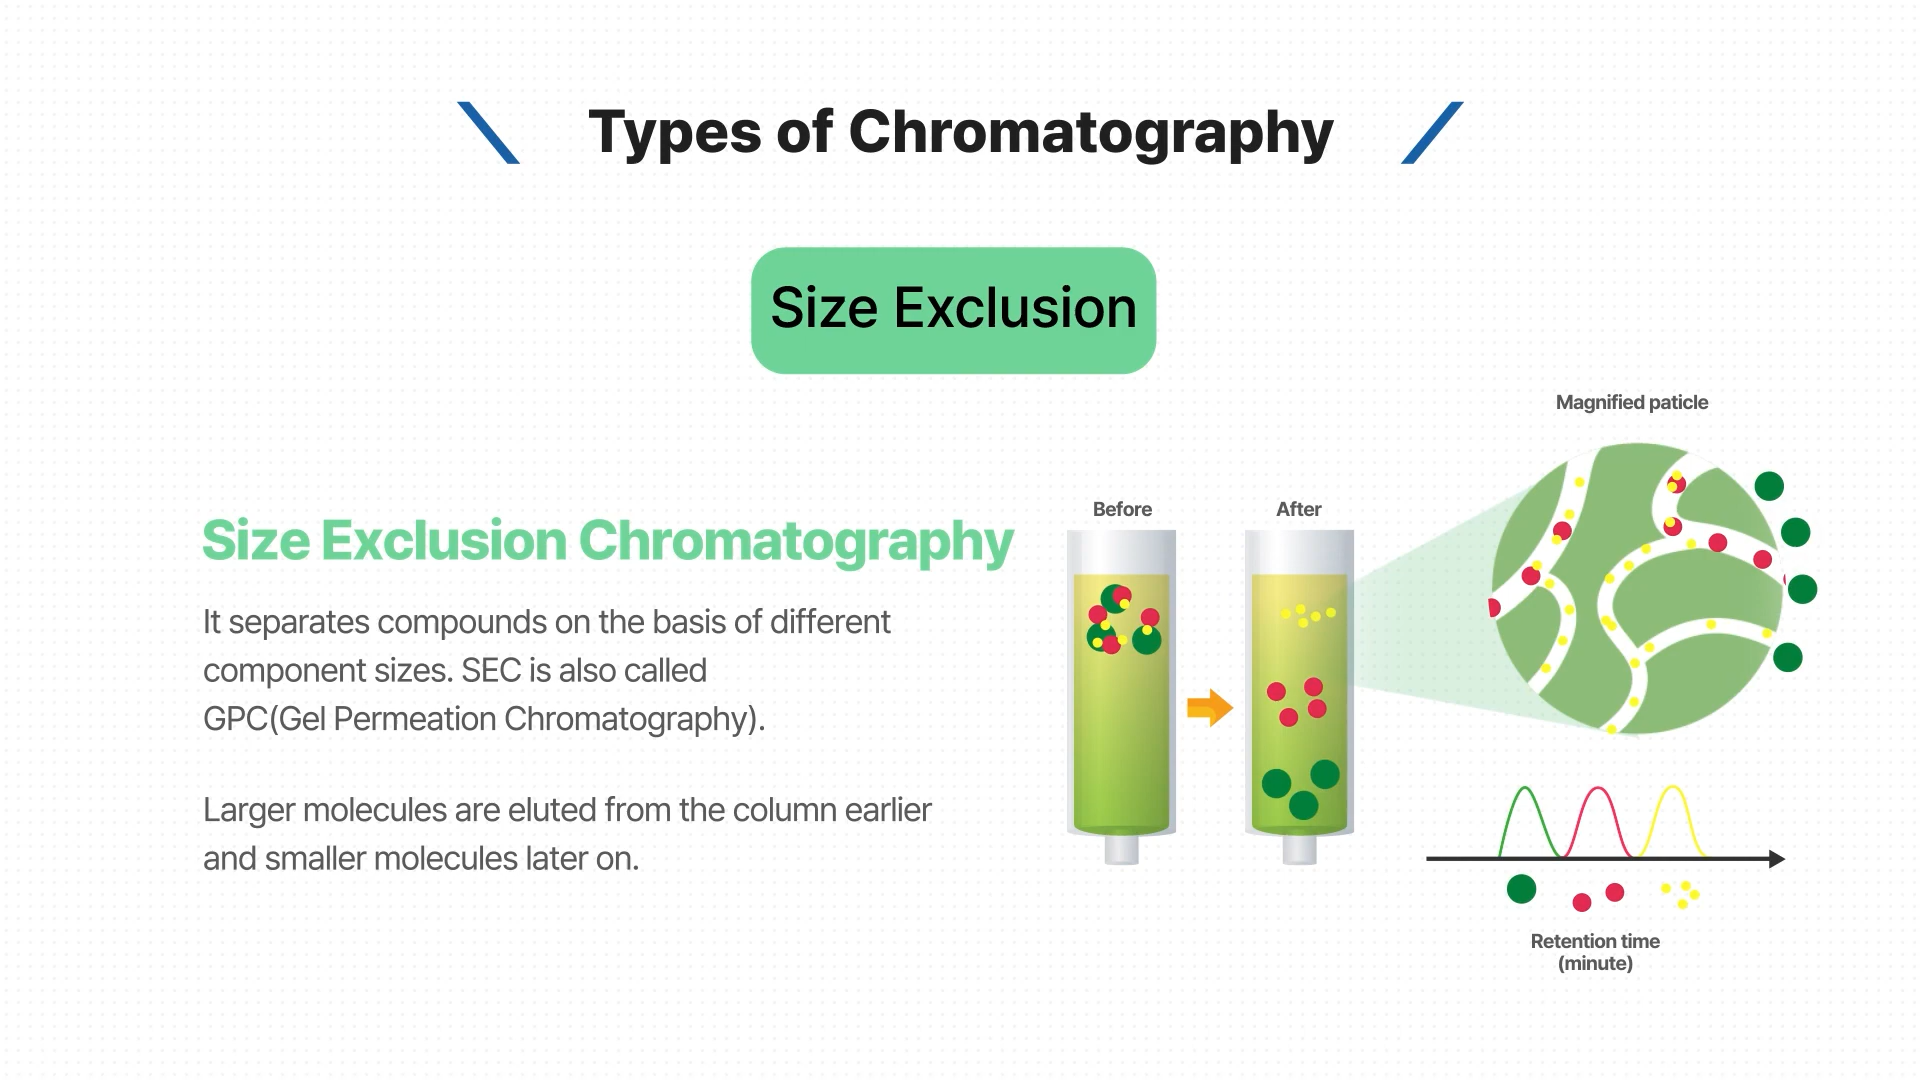 Types of Chromatography
Size Exclusion
Size Exclusion Chromatography
It separates compounds on the basis of different
component sizes. SEC is also called
GPC(Gel Permeation Chromatography).
Larger molecules are eluted from the column earlier
and smaller molecules later on.
Before
After
Magnified paticle
Retention time
(minute)